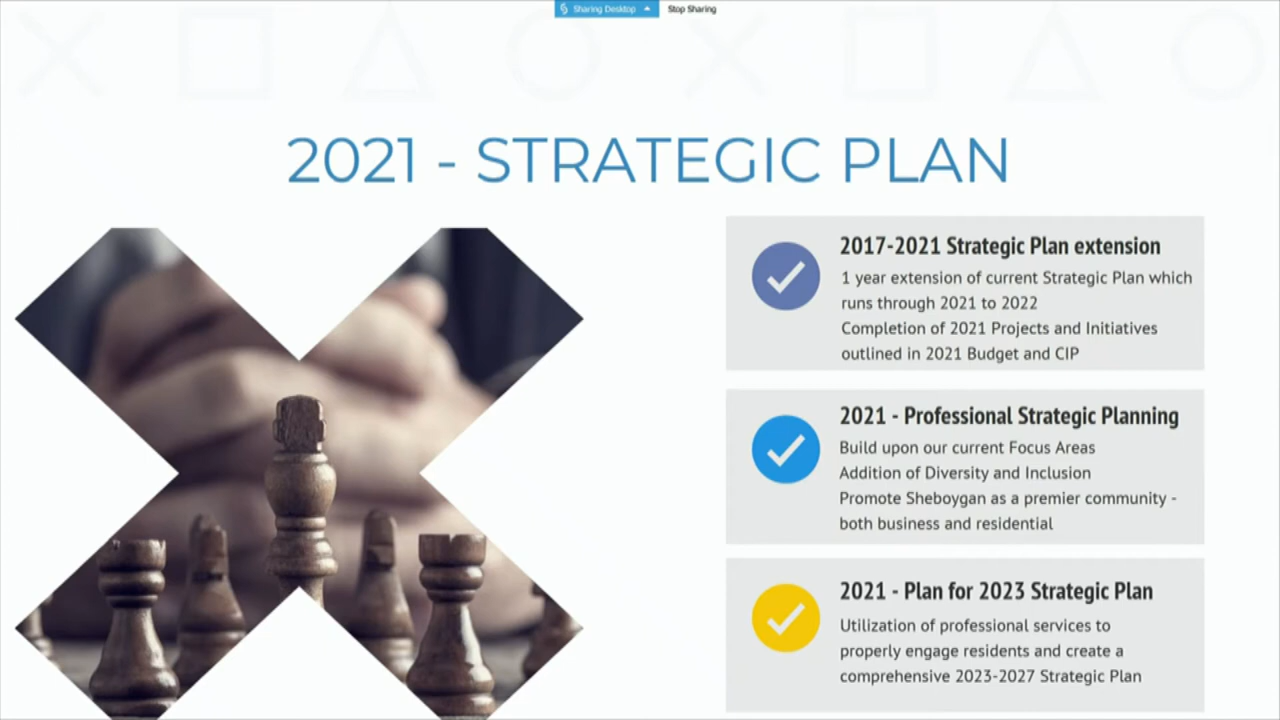 Sharing Desktop
Stop Sharing
2021 - STRATEGIC PLAN
2017-2021 Strategic Plan extension
1 year extension of current Strategic Plan which
runs through 2021 to 2022
Completion of 2021 Projects and Initiatives
outlined in 2021 Budget and CIP
2021 - Professional Strategic Planning
Build upon our current Focus Areas
Addition of Diversity and Inclusion
Promote Sheboygan as a premier community -
both business and residential
2021 - Plan for 2023 Strategic Plan
Utilization of professional services to
properly engage residents and create a
comprehensive 2023-2027 Strategic Plan